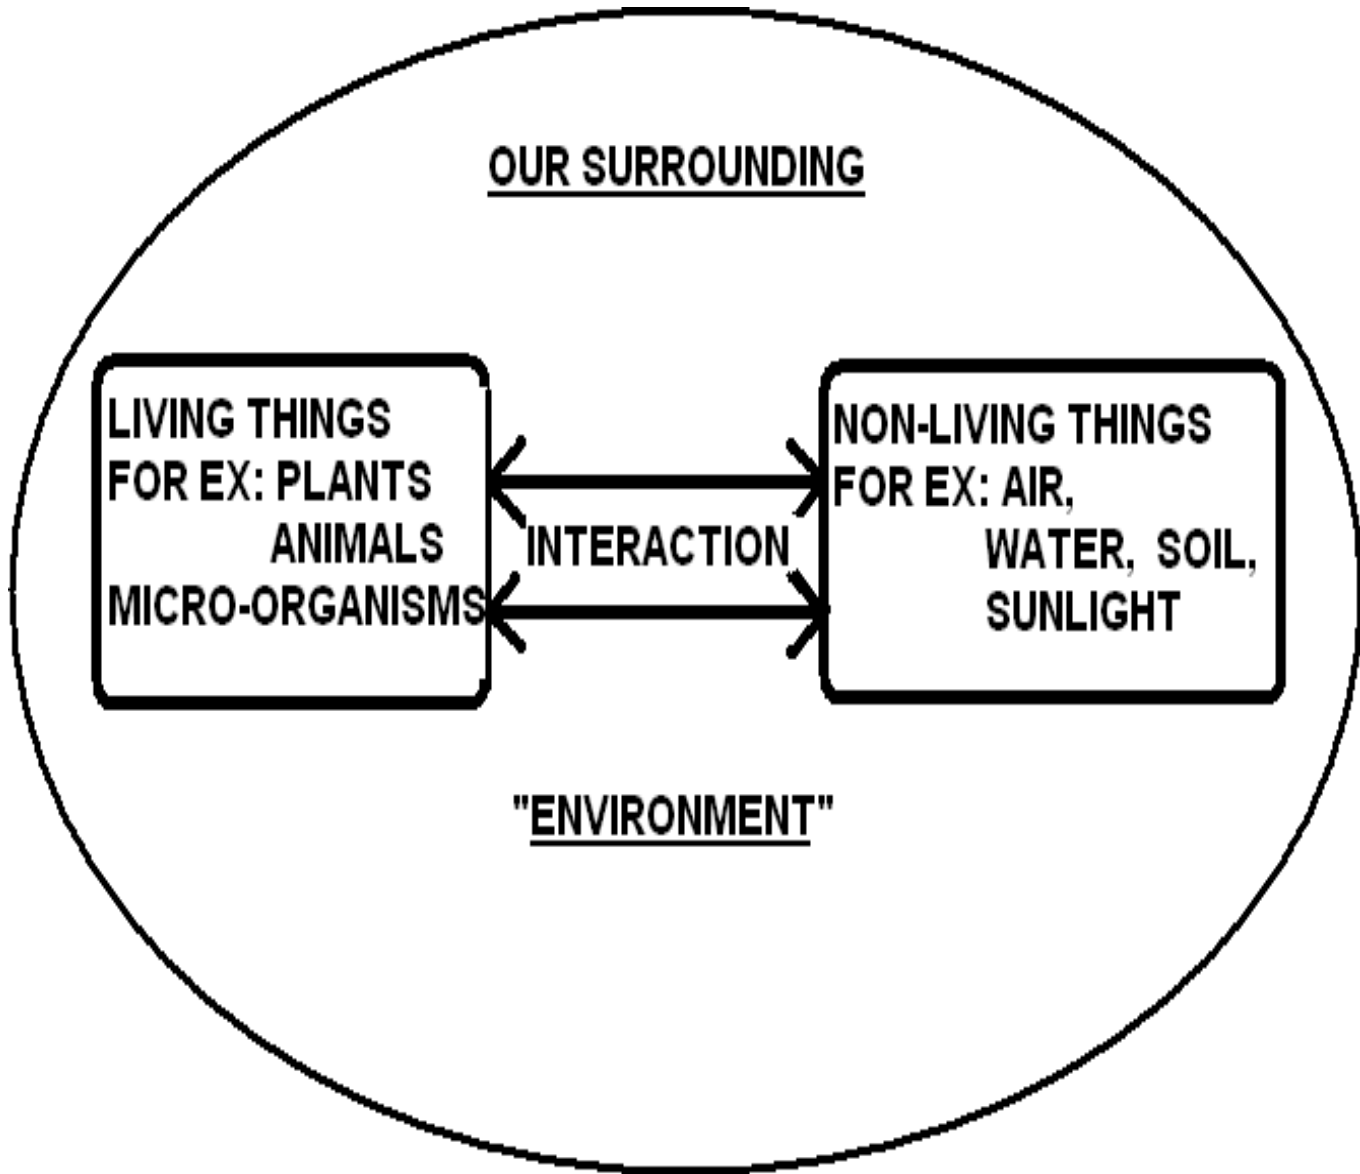 OUR SURROUNDING
LIVING THINGS
FOR EX: PLANTS
ANIMALS
MICRO-ORGANISMS
INTERACTION
NON-LIVING THINGS
FOR EX: AIR,
WATER, SOIL,
SUNLIGHT
"ENVIRONMENT"